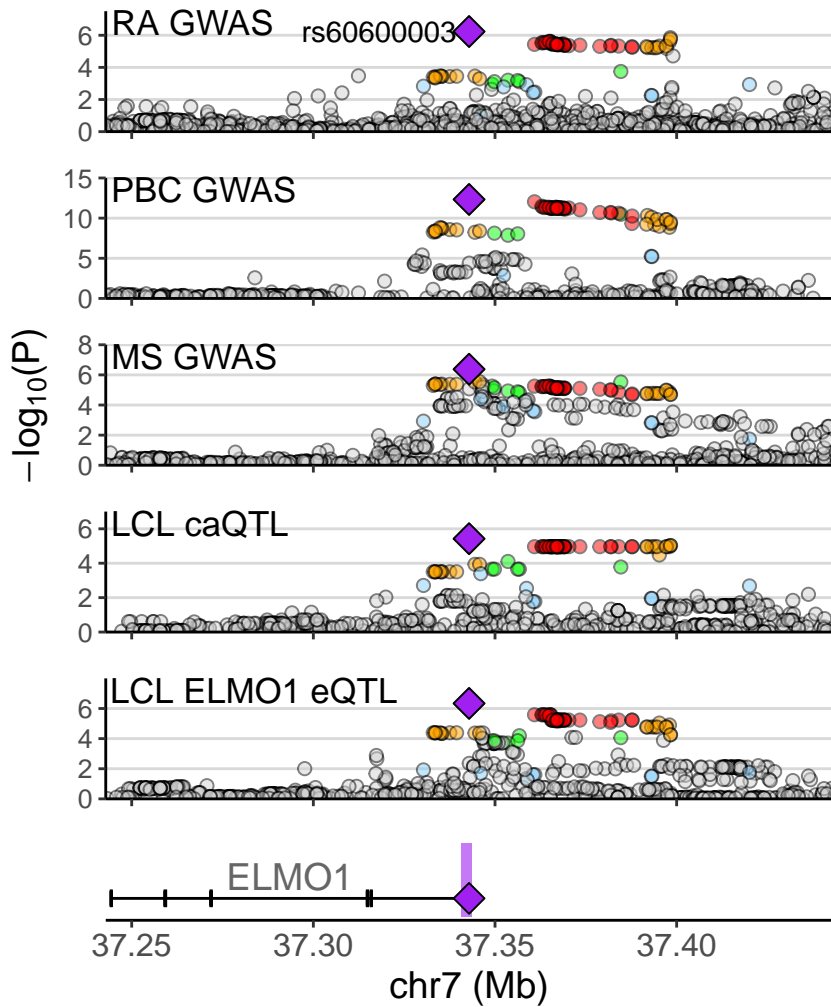 RA GWAS
rs60600003
6
4
2
0
PBC GWAS
15
10
5
0
MS GWAS
8
6
4
2
0
−log10(P)
LCL caQTL
6
4
2
0
LCL ELMO1 eQTL
6
4
2
0
ELMO1
37.25 37.30 37.35 37.40
chr7 (Mb)